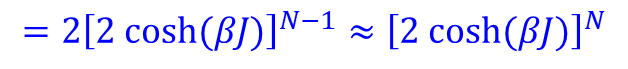 = 2[2 cosh(βJ)]^{N−1} ≈ [2 cosh(βJ)]^{N}